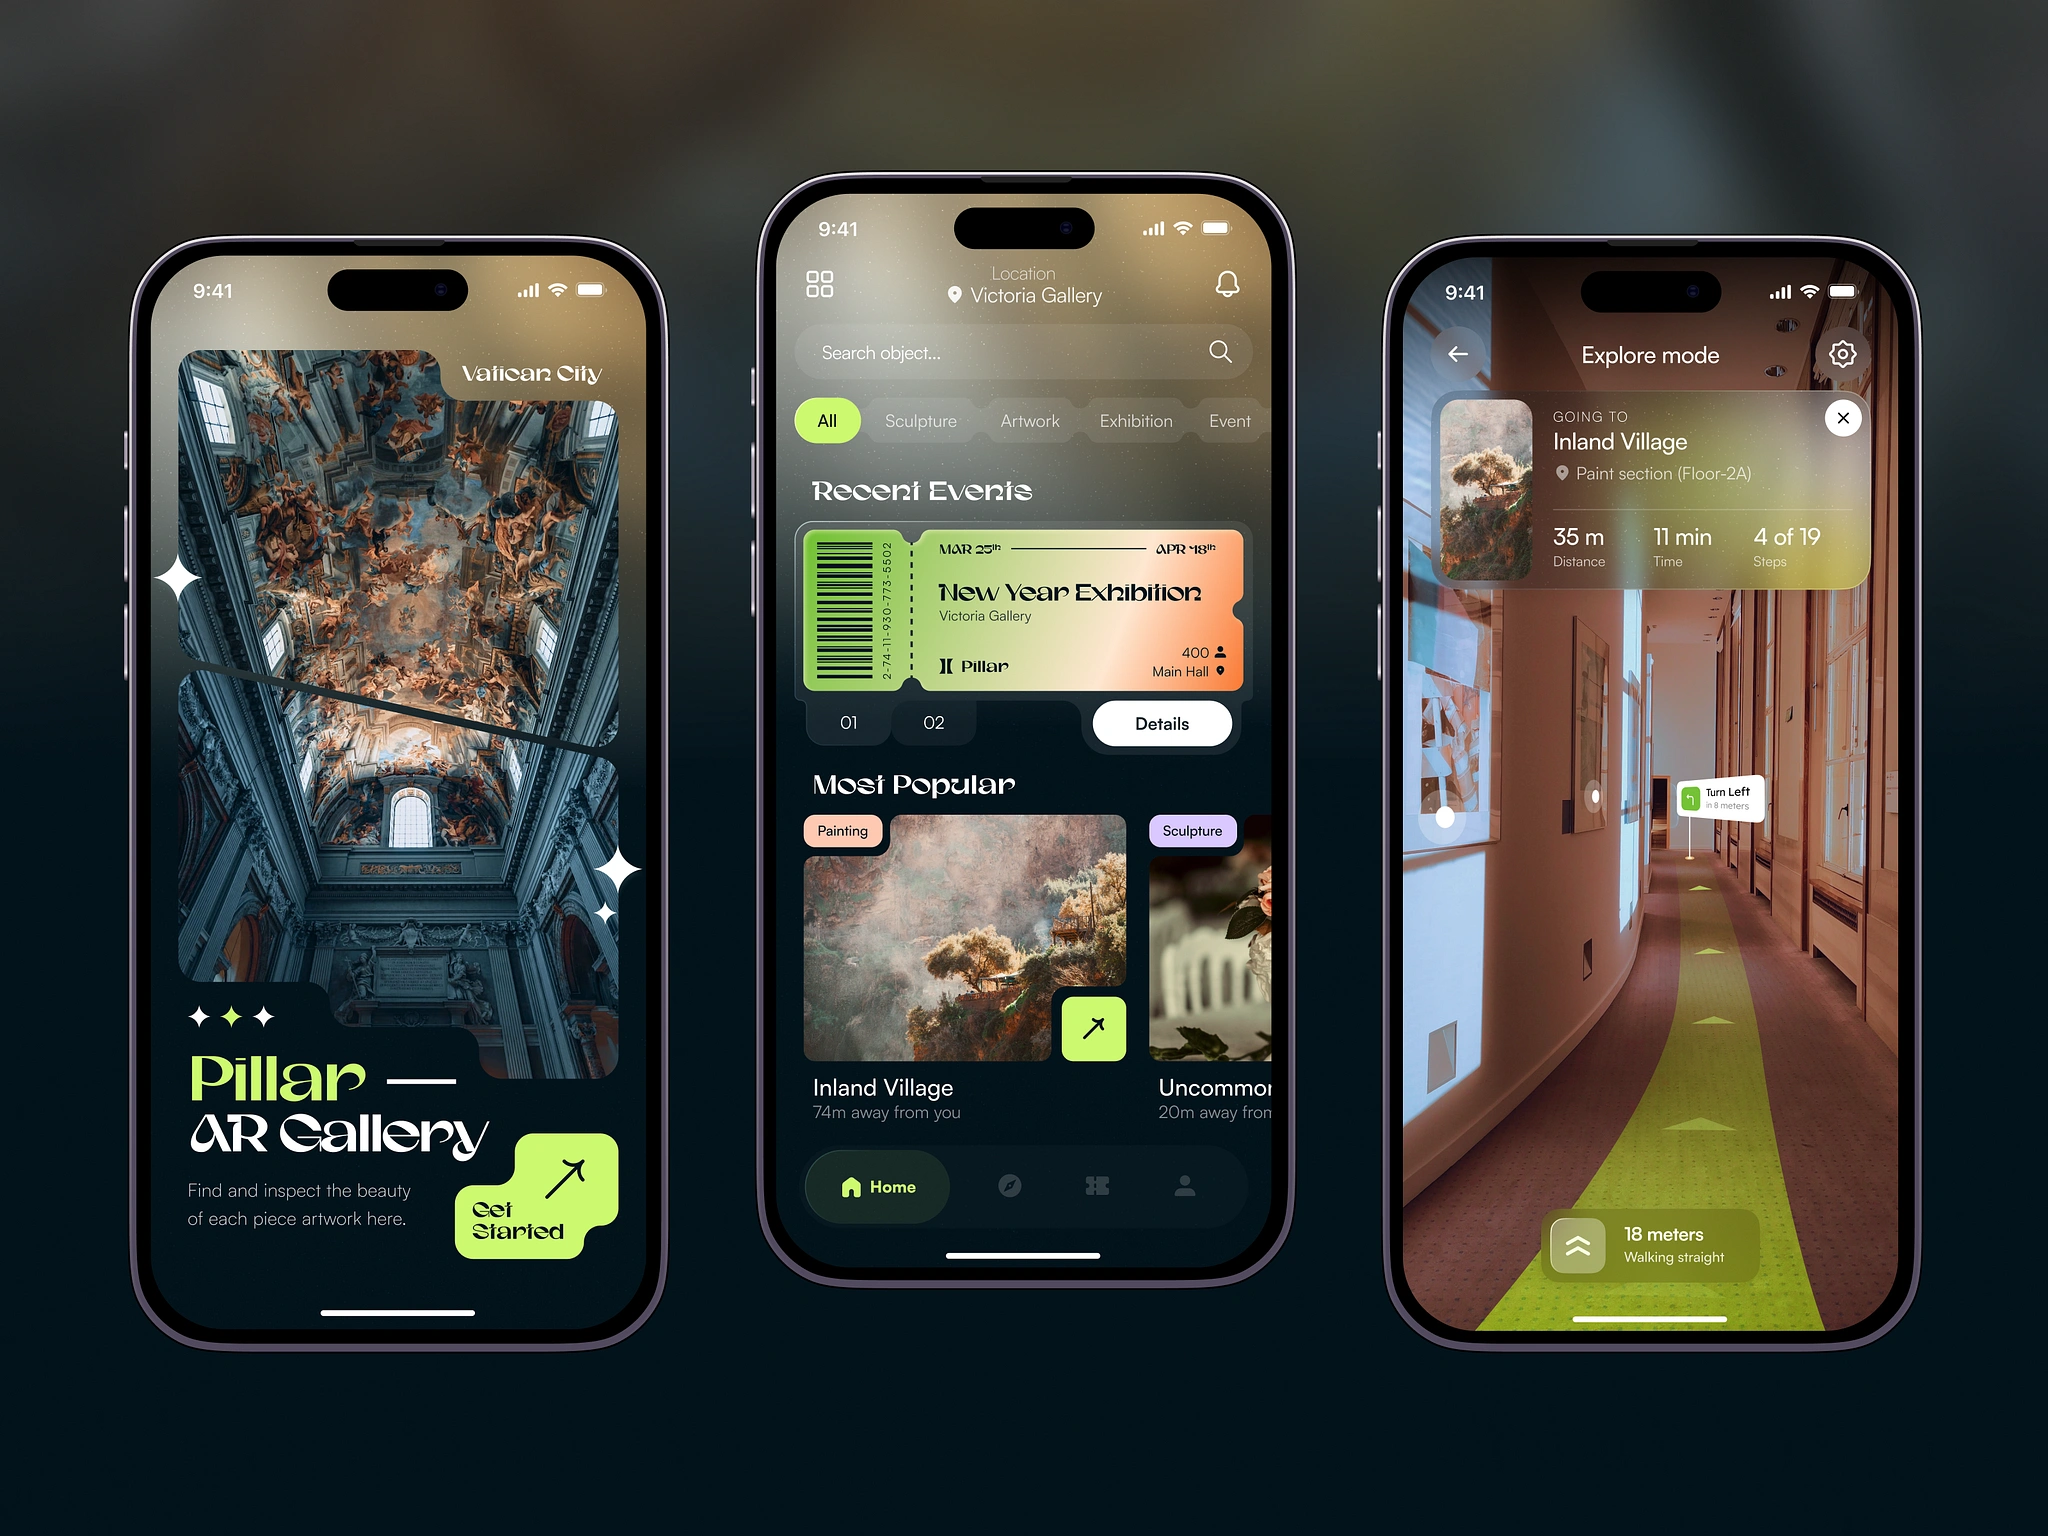 9:41
Vatican City
Pillar —
AR Gallery
Find and inspect the beauty
of each piece artwork here.
Get
Started
9:41
Location
Victoria Gallery
Search object...
All
Sculpture
Artwork
Exhibition
Event
Recent Events
2-74-11-930-773-5502
MAR 25th
APR 18th
New Year Exhibition
Victoria Gallery
Pillar
400
Main Hall
01
02
Details
Most Popular
Painting
Sculpture
Inland Village
74m away from you
Uncommon
20m away from
Home
9:41
Explore mode
GOING TO
Inland Village
Paint section (Floor-2A)
35 m
11 min
4 of 19
Distance
Time
Steps
Turn Left
in 8 meters
18 meters
Walking straight